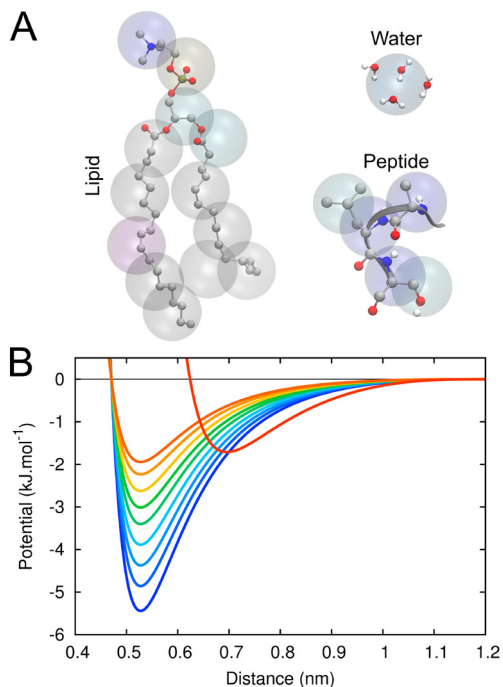 A
Lipid
Water
Peptide
B
Potential (kJ.mol-1)
0
-1
-2
-3
-4
-5
-6
0.4 0.5 0.6 0.7 0.8 0.9 1 1.1 1.2
Distance (nm)